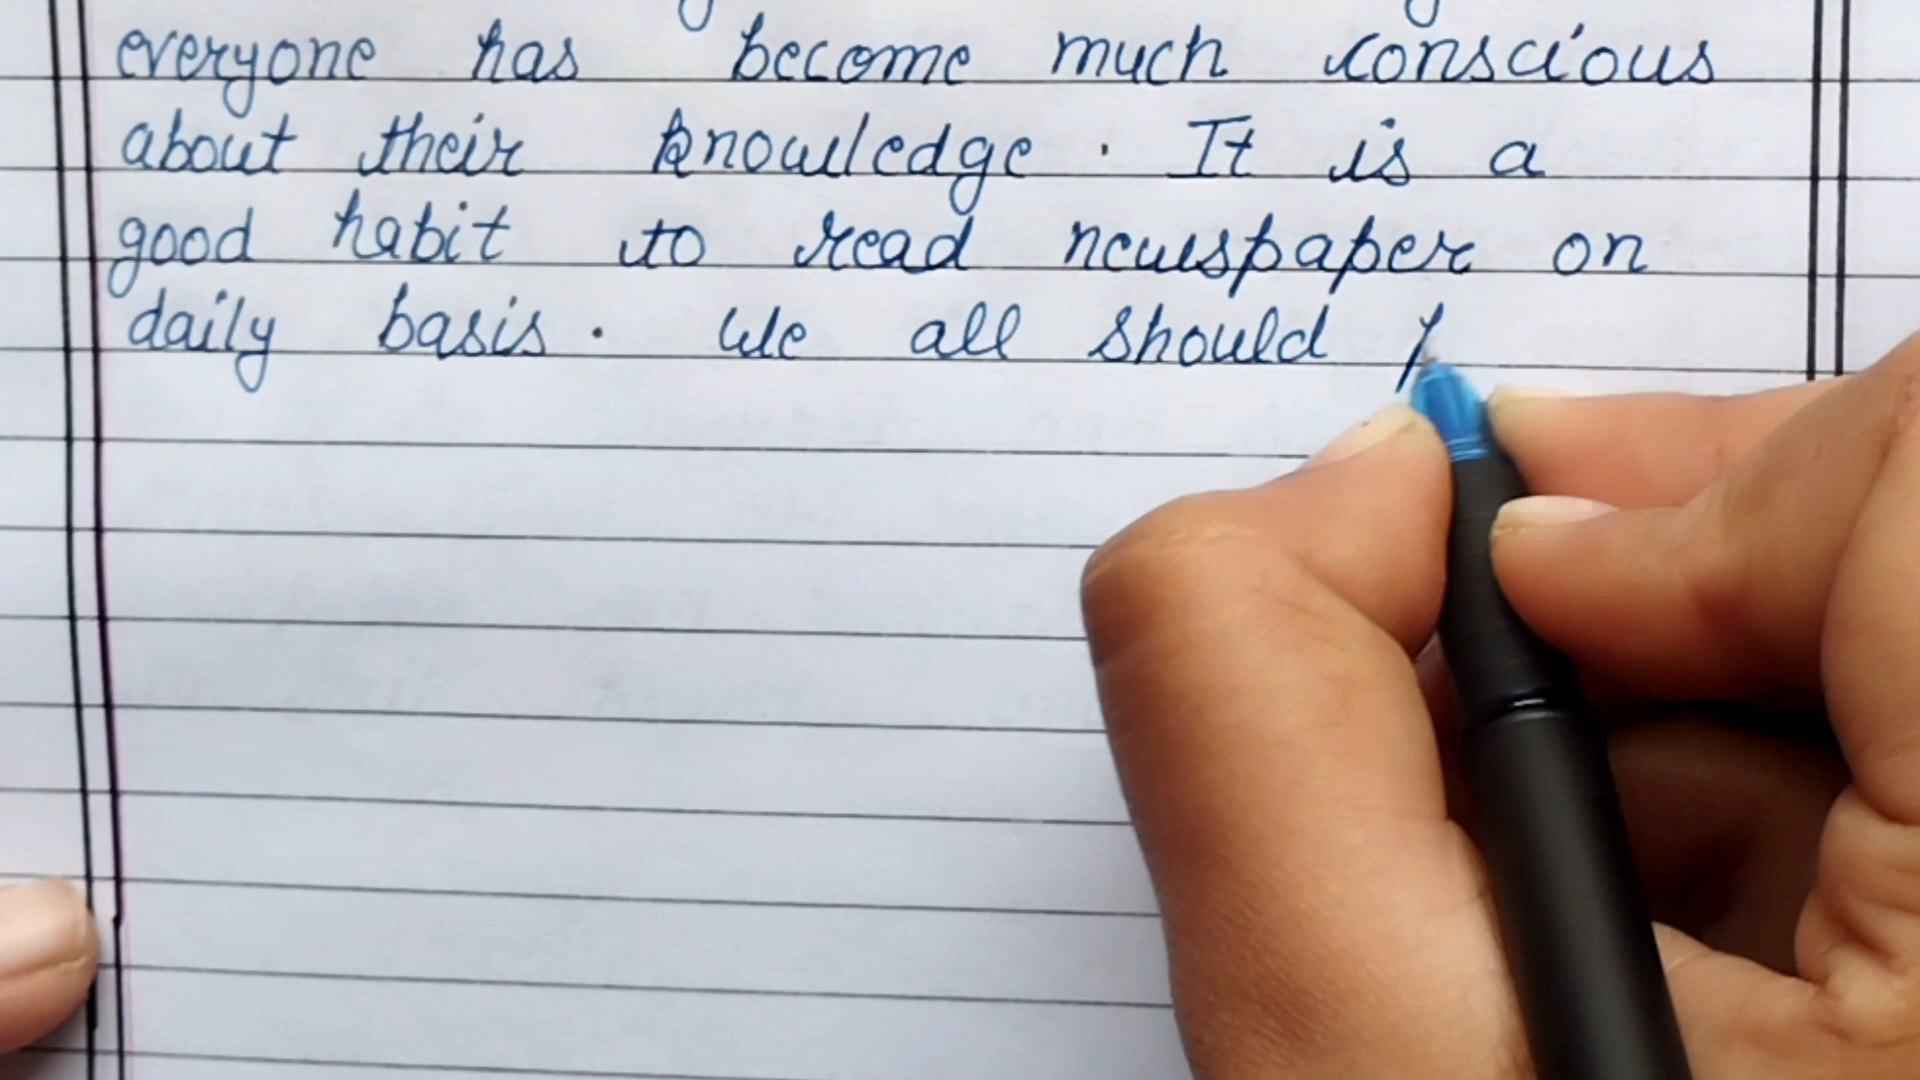 everyone has become much conscious
about their knowledge. It is a
good habit to read newspaper on
daily basis. We all should